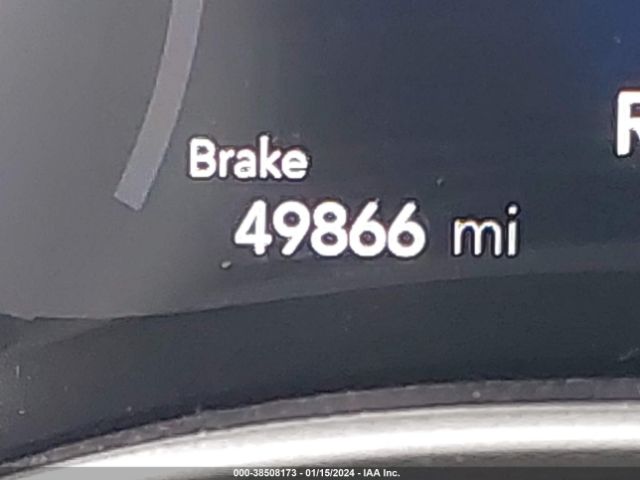 R
Brake
49866 mi
000-38508173 - 01/15/2024 - IAA Inc.